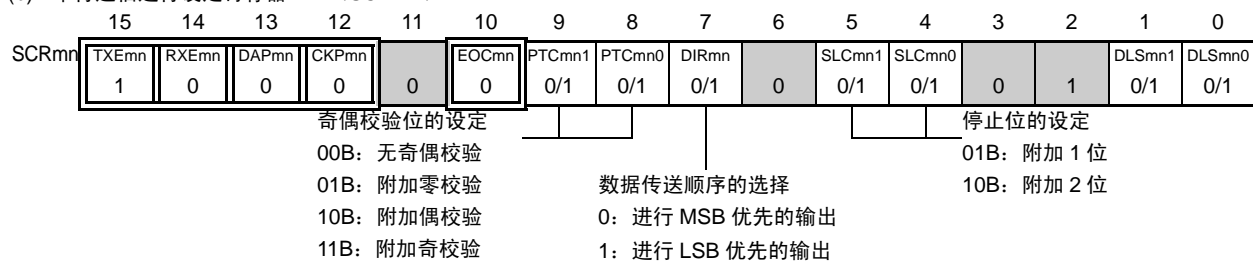 15 14 13 12 11 10 9 8 7 6 5 4 3 2 1 0
SCRmn TXEmn RXEmn DAPmn CKPmn EOCmn PTCmn1 PTCmn0 DIRmn SLCmn1 SLCmn0 DLSmn1 DLSmn0
1 0 0 0 0 0 0/1 0/1 0/1 0 0/1 0/1 0 1 0/1 0/1
奇偶校验位的设定
00B：无奇偶校验
01B：附加零校验
10B：附加偶校验
11B：附加奇校验
数据传送顺序的选择
0：进行 MSB 优先的输出
1：进行 LSB 优先的输出
停止位的设定
01B：附加 1 位
10B：附加 2 位